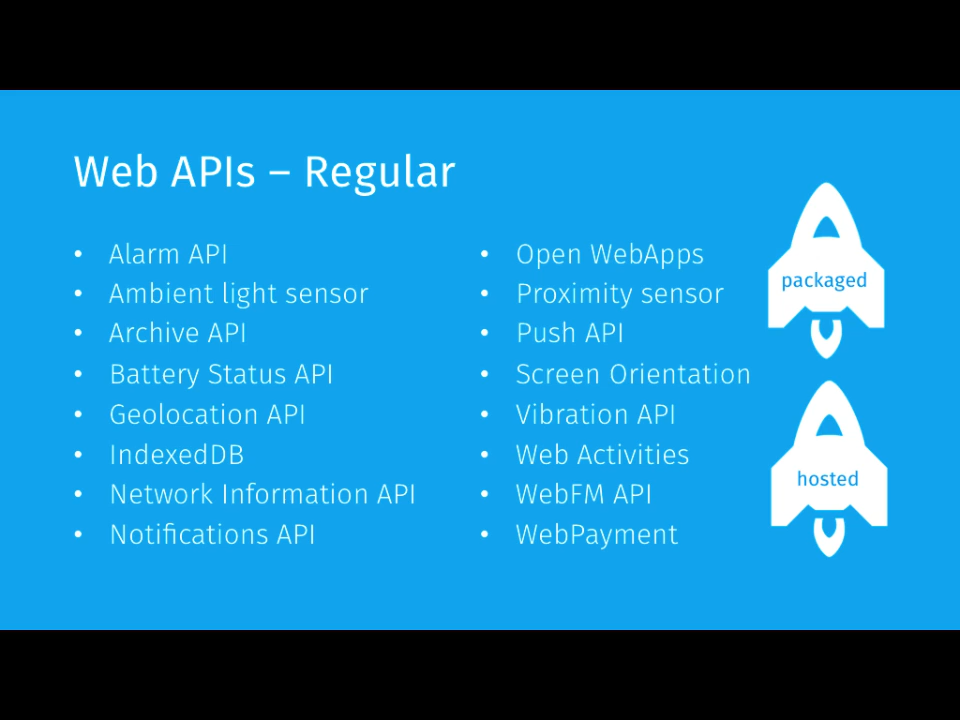 Web APIs – Regular
• Alarm API
• Ambient light sensor
• Archive API
• Battery Status API
• Geolocation API
• IndexedDB
• Network Information API
• Notifications API
• Open WebApps
• Proximity sensor
• Push API
• Screen Orientation
• Vibration API
• Web Activities
• WebFM API
• WebPayment
packaged
hosted